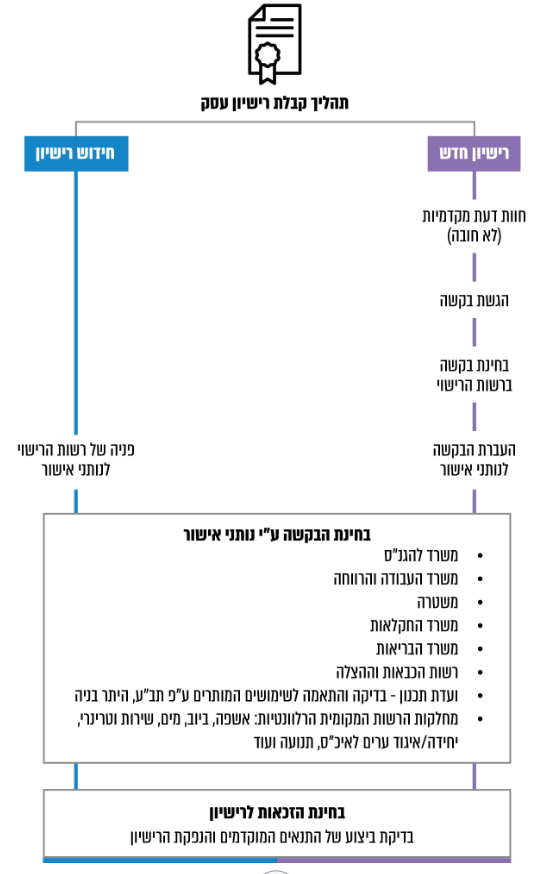 תהליך קבלת רישיון עסק
רישיון חדש
חוות דעת מקדמיות
(לא חובה)
הגשת בקשה
בחינת בקשה
ברשות הרישוי
העברת הבקשה
לנותני אישור
חידוש רישיון
פניה של רשות הרישוי
לנותני אישור
בחינת הבקשה ע"י נותני אישור
• משרד להגנ"ס
• משרד העבודה והרווחה
• משטרה
• משרד החקלאות
• משרד הבריאות
• רשות הכבאות וההצלה
• ועדת תכנון - בדיקה והתאמה לשימושים המותרים ע"פ תב"ע, היתר בניה
• מחלקות הרשות המקומית הרלוונטיות: אשפה, ביוב, מים, שירות וטרינרי,
יחידה/איגוד ערים לאיכ"ס, תנועה ועוד
בחינת הזכאות לרישיון
בדיקת ביצוע של התנאים המוקדמים והנפקת הרישיון